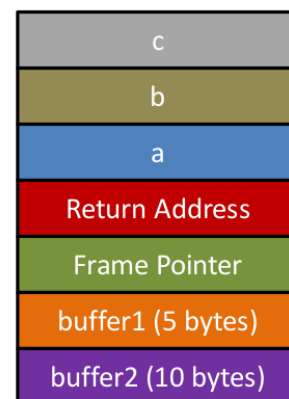 c
b
a
Return Address
Frame Pointer
buffer1 (5 bytes)
buffer2 (10 bytes)